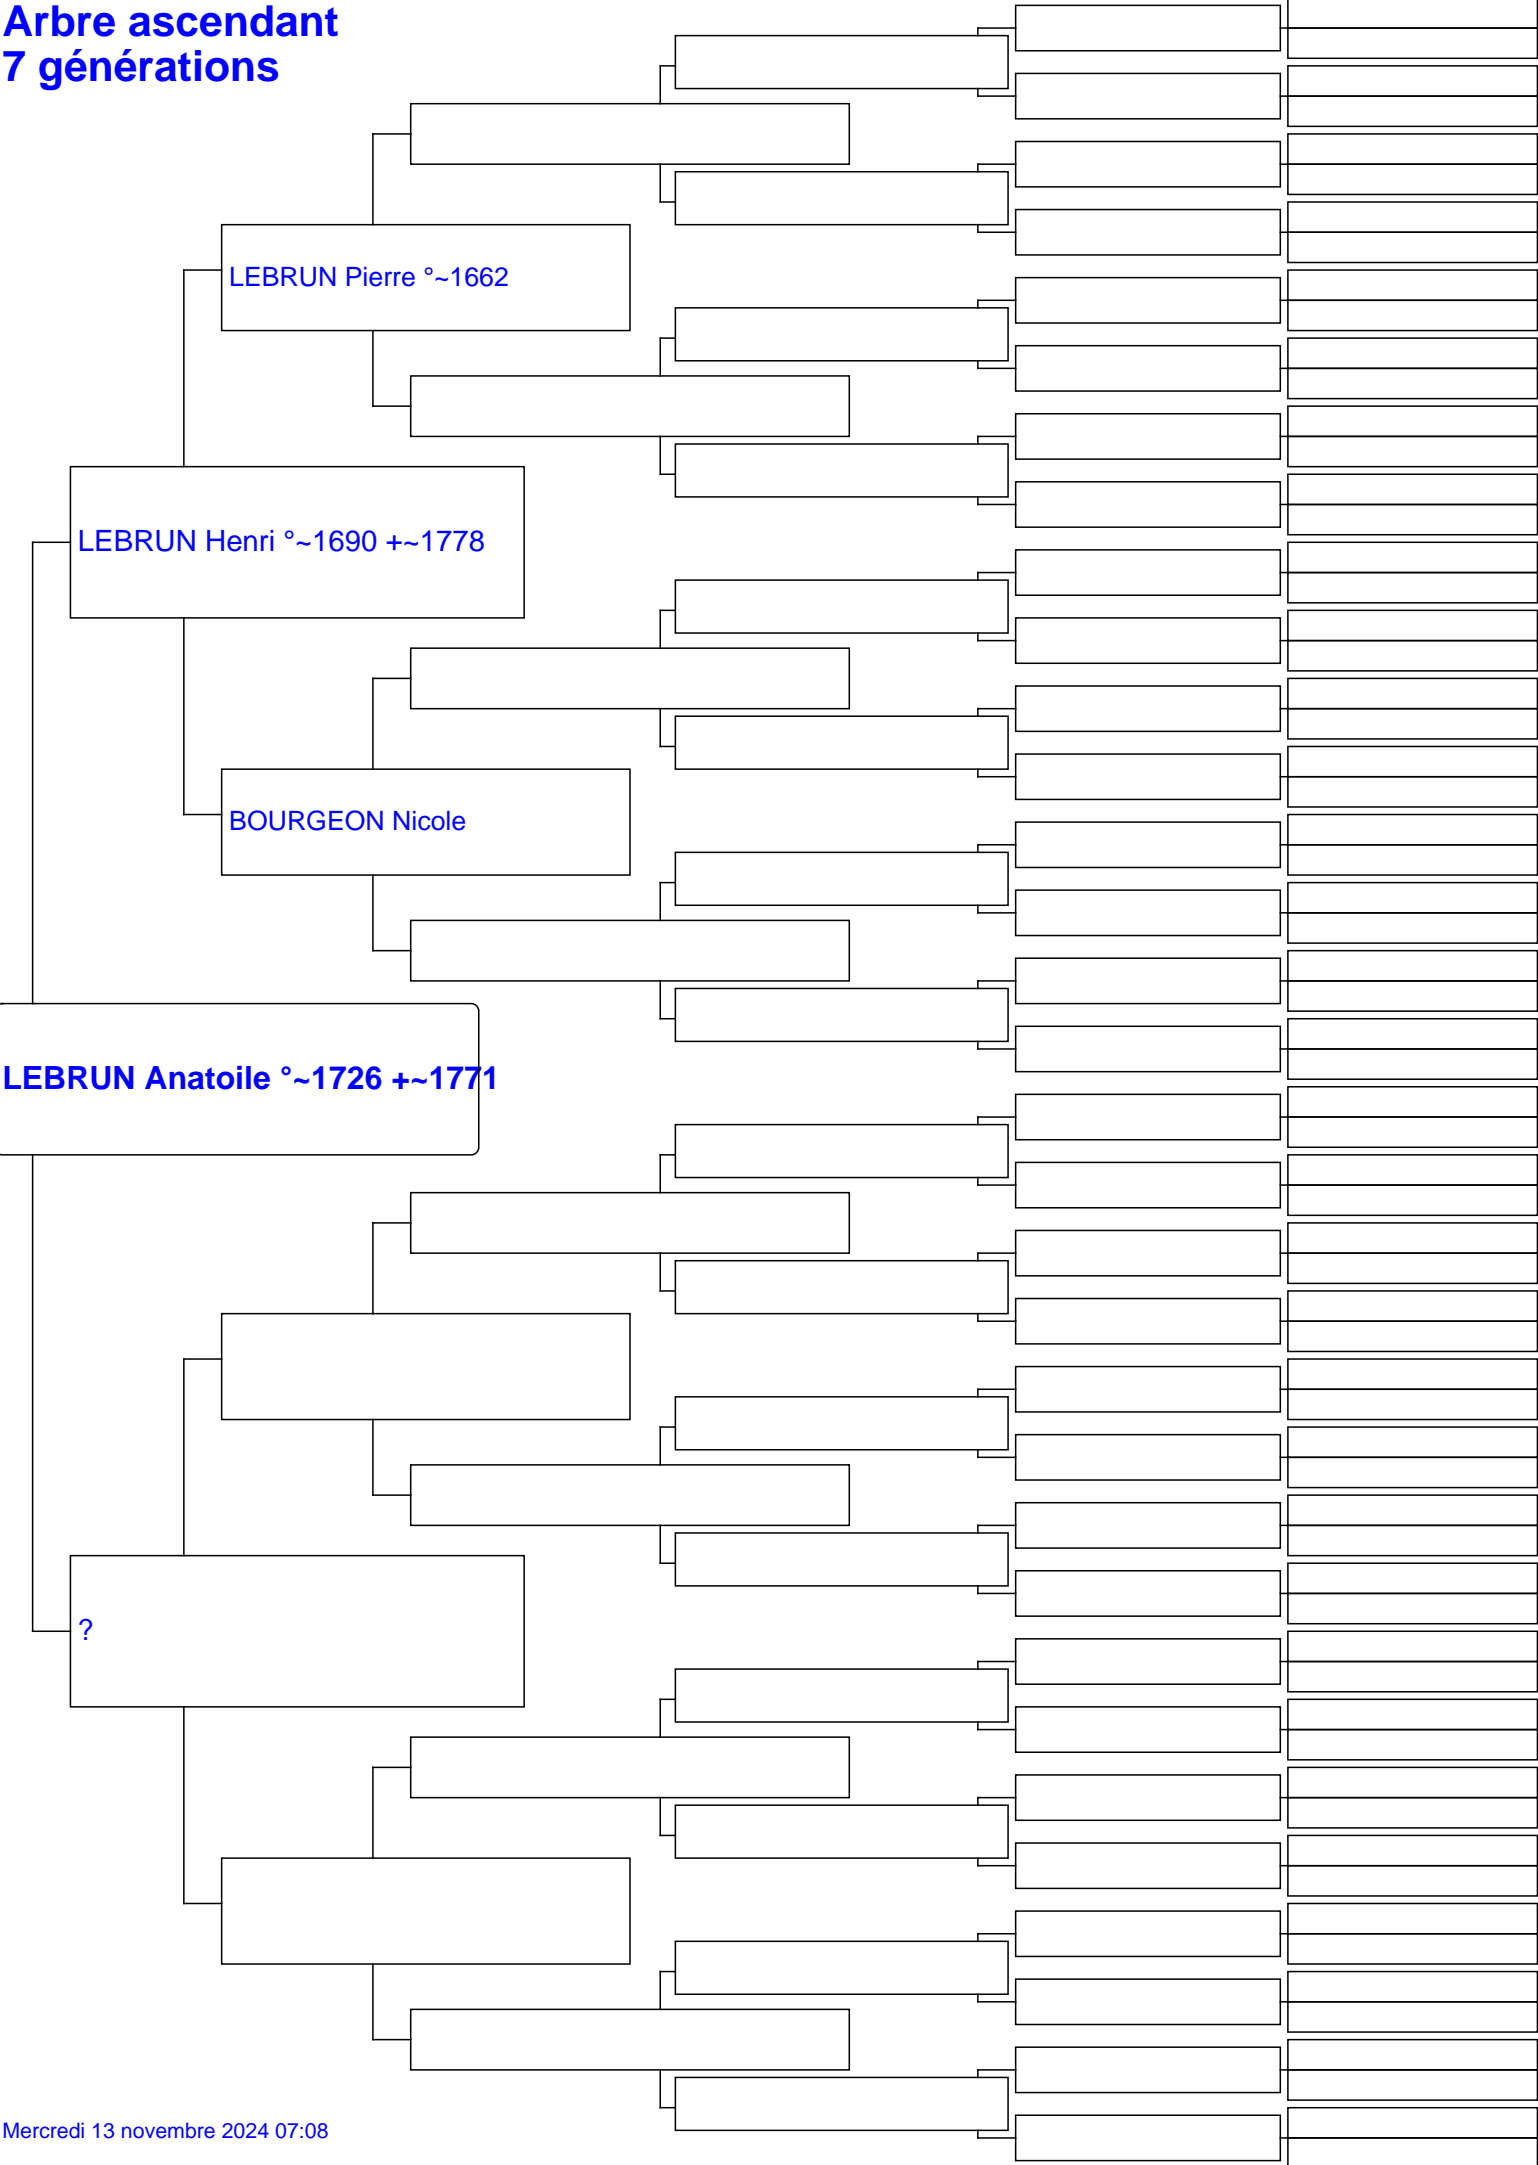 Arbre ascendant
7 générations
LEBRUN Pierre °~1662
LEBRUN Henri °~1690 +~1778
BOURGEON Nicole
LEBRUN Anatoile °~1726 +~1771
?
Mercredi 13 novembre 2024 07:08